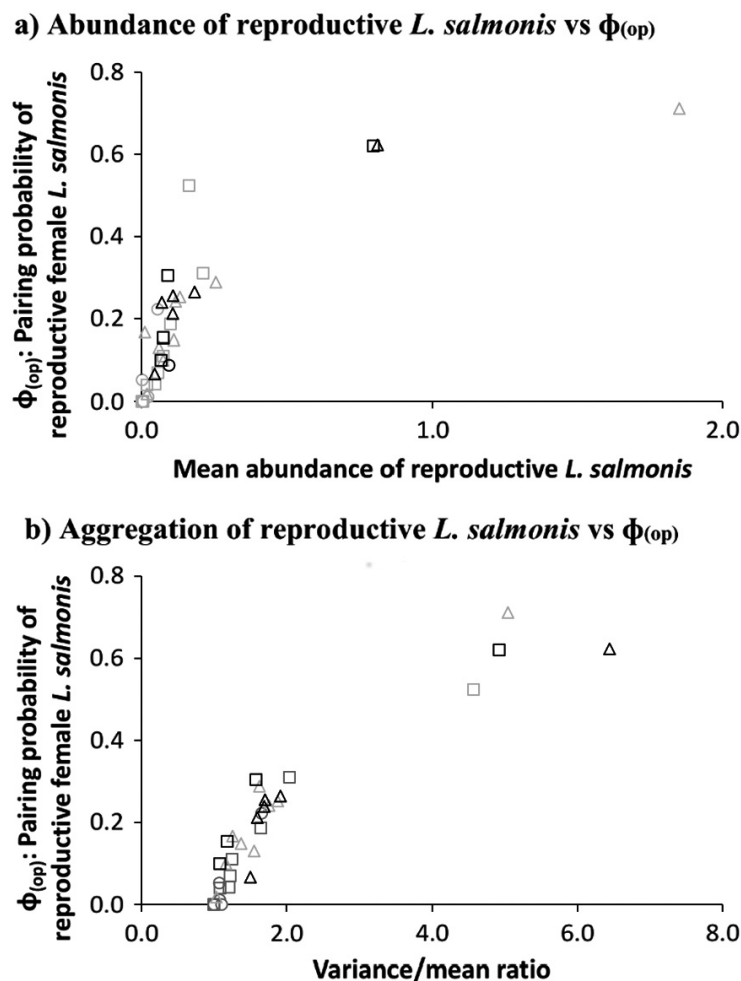 a) Abundance of reproductive L. salmonis vs ϕ(op)
ϕ(op): Pairing probability of
reproductive female L. salmonis
0.8
0.6
0.4
0.2
0.0
0.0 1.0 2.0
Mean abundance of reproductive L. salmonis
b) Aggregation of reproductive L. salmonis vs ϕ(op)
ϕ(op): Pairing probability of
reproductive female L. salmonis
0.8
0.6
0.4
0.2
0.0
0.0 2.0 4.0 6.0 8.0
Variance/mean ratio